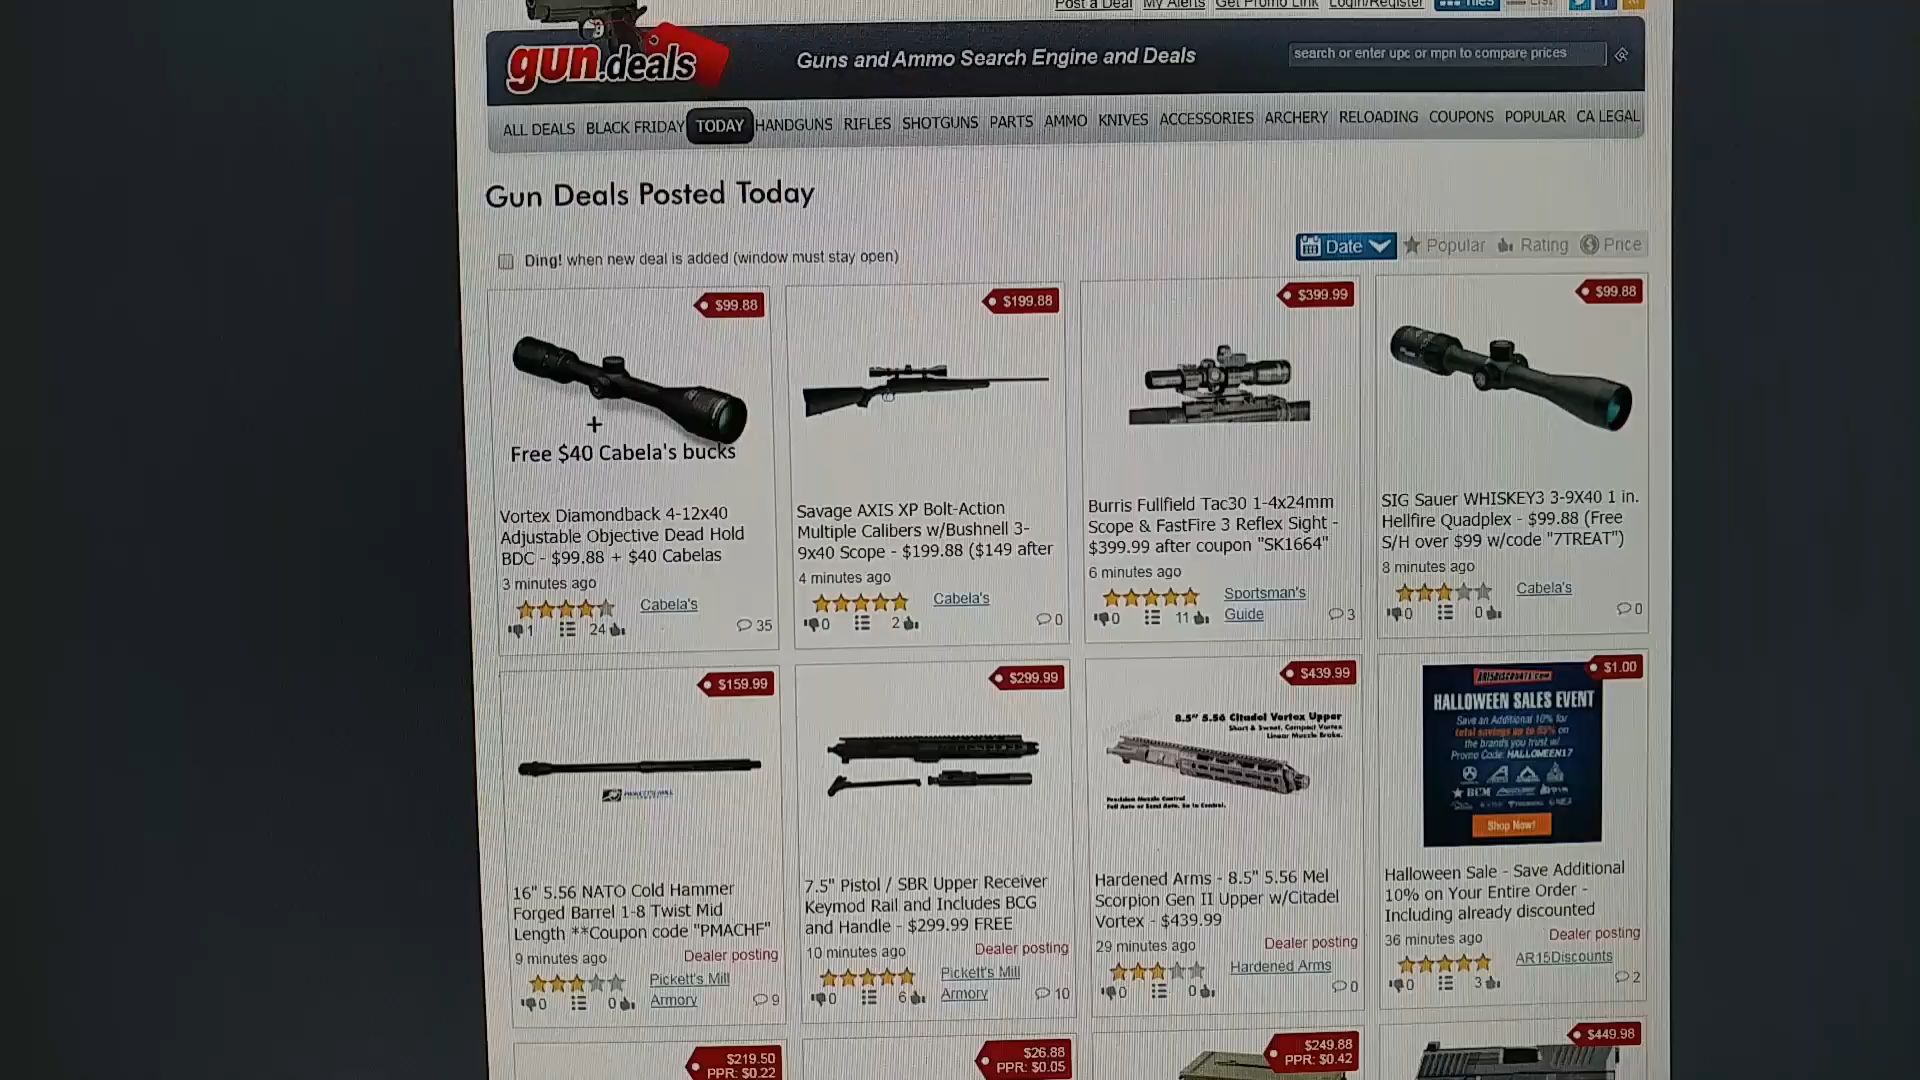 Post a Deal My Alerts Get Promo Link Login/Register Tiles List
gun.deals
Guns and Ammo Search Engine and Deals
search or enter upc or mpn to compare prices
ALL DEALS BLACK FRIDAY TODAY HANDGUNS RIFLES SHOTGUNS PARTS AMMO KNIVES ACCESSORIES ARCHERY RELOADING COUPONS POPULAR CA LEGAL
Gun Deals Posted Today
Ding! when new deal is added (window must stay open)
Date Popular Rating Price
$99.88
+
Free $40 Cabela's bucks
Vortex Diamondback 4-12x40
Adjustable Objective Dead Hold
BDC - $99.88 + $40 Cabelas
3 minutes ago
Cabela's
1 24 35
$199.88
Savage AXIS XP Bolt-Action
Multiple Calibers w/Bushnell 3-
9x40 Scope - $199.88 ($149 after
4 minutes ago
Cabela's
0 2 0
$399.99
Burris Fullfield Tac30 1-4x24mm
Scope & FastFire 3 Reflex Sight -
$399.99 after coupon "SK1664"
6 minutes ago
Sportsman's
Guide
0 11 3
$99.88
SIG Sauer WHISKEY3 3-9X40 1 in.
Hellfire Quadplex - $99.88 (Free
S/H over $99 w/code "7TREAT")
8 minutes ago
Cabela's
0 0 0
$159.99
16" 5.56 NATO Cold Hammer
Forged Barrel 1-8 Twist Mid
Length **Coupon code "PMACHF"
9 minutes ago
Dealer posting
Pickett's Mill
Armory
0 0 9
$299.99
7.5" Pistol / SBR Upper Receiver
Keymod Rail and Includes BCG
and Handle - $299.99 FREE
10 minutes ago
Dealer posting
Pickett's Mill
Armory
0 6 10
$439.99
8.5" 5.56 Citadel Vortex Upper
Short & Sweet, Compact Vortex
Linear Muzzle Brake.
Precision Muzzle Control
Full Auto or Semi Auto, Be In Control.
Hardened Arms - 8.5" 5.56 Mel
Scorpion Gen II Upper w/Citadel
Vortex - $439.99
29 minutes ago
Dealer posting
Hardened Arms
0 0 0
$1.00
AR15DISCOUNTS.COM
HALLOWEEN SALES EVENT
Save an Additional 10% for
total savings up to 55% on
the brands you trust w/
Promo Code: HALLOWEEN17
BCM
Shop Now!
Halloween Sale - Save Additional
10% on Your Entire Order -
Including already discounted
36 minutes ago
Dealer posting
AR15Discounts
0 3 2
$219.50
PPR: $0.22
$26.88
PPR: $0.05
$249.88
PPR: $0.42
$449.98